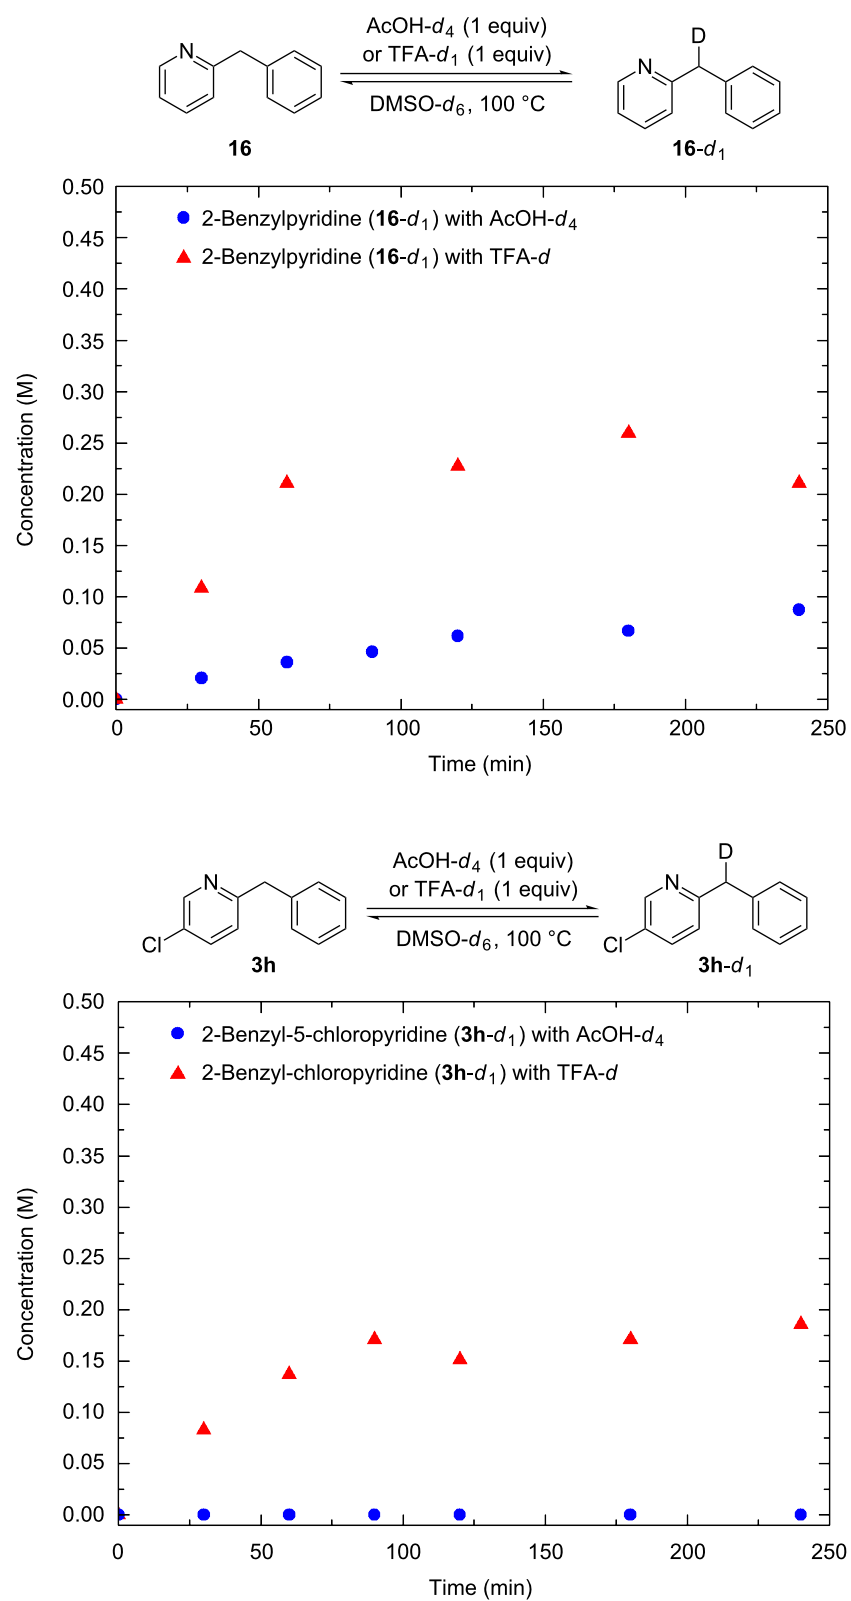 AcOH-d4 (1 equiv)
or TFA-d1 (1 equiv)
DMSO-d6, 100 °C
N
N
D
16
16-d1
0.50
0.45
0.40
0.35
0.30
0.25
0.20
0.15
0.10
0.05
0.00
Concentration (M)
2-Benzylpyridine (16-d1) with AcOH-d4
2-Benzylpyridine (16-d1) with TFA-d
0 50 100 150 200 250
Time (min)
AcOH-d4 (1 equiv)
or TFA-d1 (1 equiv)
DMSO-d6, 100 °C
N
Cl
D
N
Cl
3h
3h-d1
0.50
0.45
0.40
0.35
0.30
0.25
0.20
0.15
0.10
0.05
0.00
Concentration (M)
2-Benzyl-5-chloropyridine (3h-d1) with AcOH-d4
2-Benzyl-chloropyridine (3h-d1) with TFA-d
0 50 100 150 200 250
Time (min)